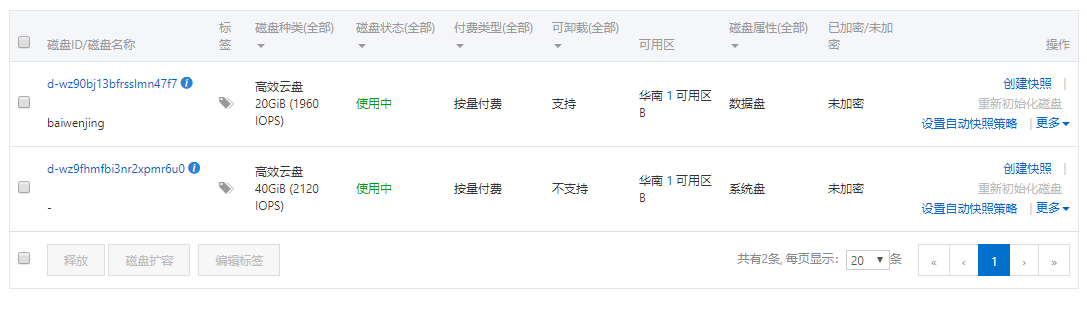 磁盘ID/磁盘名称
标
签
磁盘种类(全部)
磁盘状态(全部)
付费类型(全部)
可卸载(全部)
可用区
磁盘属性(全部)
已加密/未加
密
操作
d-wz90bj13bfrsslmn47f7
baiwenjing
高效云盘
20GiB (1960
IOPS)
使用中
按量付费
支持
华南 1 可用区
B
数据盘
未加密
创建快照 |
重新初始化磁盘
设置自动快照策略 | 更多
d-wz9fhmfbi3nr2xpmr6u0
-
高效云盘
40GiB (2120
IOPS)
使用中
按量付费
不支持
华南 1 可用区
B
系统盘
未加密
创建快照 |
重新初始化磁盘
设置自动快照策略 | 更多
释放 磁盘扩容 编辑标签
共有2条, 每页显示: 20 条
« ‹ 1 › »